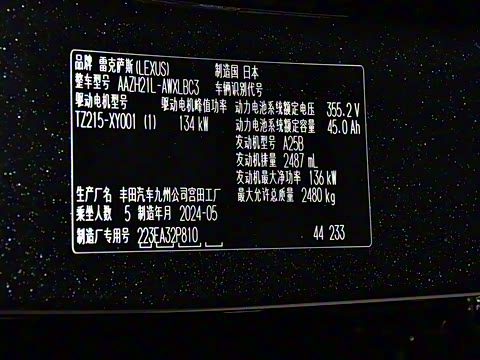 品牌 雷克萨斯(LEXUS) 制造国 日本
整车型号 AAZH21L-AWXLBC3 车辆识别代号
驱动电机型号 驱动电机峰值功率 动力电池系统额定电压 355.2 V
TZ215-XY001 (1) 134 kW 动力电池系统额定容量 45.0 Ah
发动机型号 A25B
发动机排量 2487 mL
发动机最大净功率 136 kW
生产厂名 丰田汽车九州公司宫田工厂 最大允许总质量 2480 kg
乘坐人数 5 制造年月 2024-05
制造厂专用号 223EA32P810 44 233